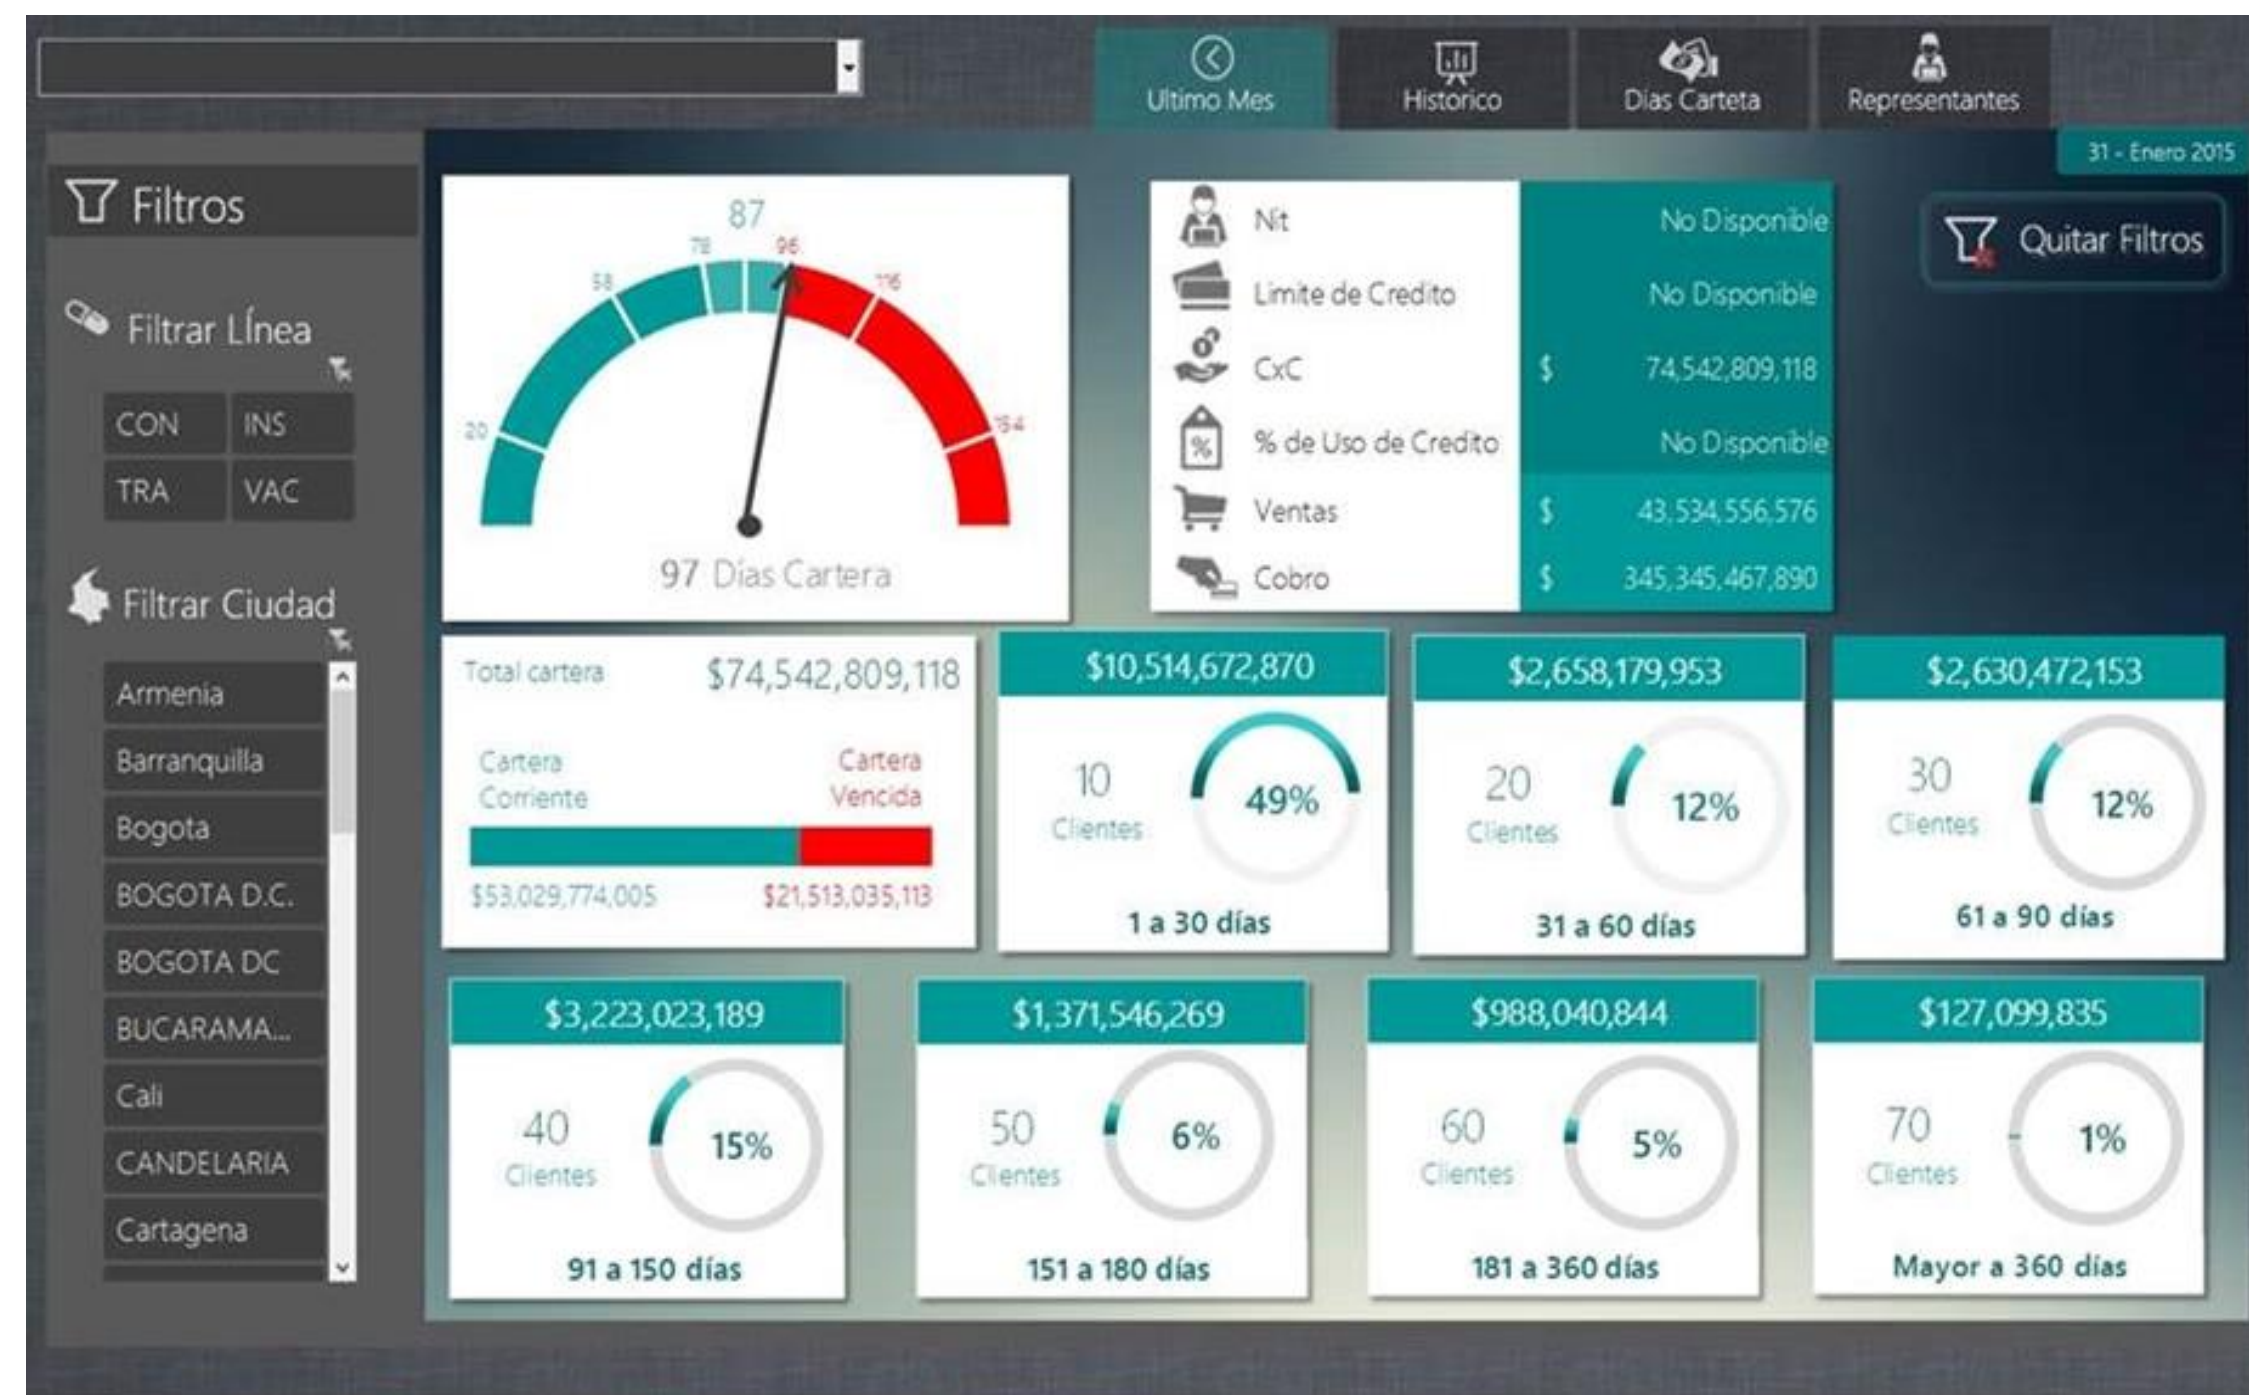 Ultimo Mes
Historico
Dias Carteta
Representantes
31 - Enero 2015
Filtros
Quitar Filtros
Filtrar LÍnea
CON
INS
TRA
VAC
Filtrar Ciudad
Armenia
Barranquilla
Bogota
BOGOTA D.C.
BOGOTA DC
BUCARAMA...
Cali
CANDELARIA
Cartagena
87
78
96
58
116
20
154
97 Días Cartera
Nit
No Disponible
Limite de Credito
No Disponible
CxC
$ 74,542,809,118
% de Uso de Credito
No Disponible
Ventas
$ 43,534,556,576
Cobro
$ 345,345,467,890
Total cartera
$74,542,809,118
Cartera
Corriente
Cartera
Vencida
$53,029,774,005
$21,513,035,113
$10,514,672,870
10
Clientes
49%
1 a 30 días
$2,658,179,953
20
Clientes
12%
31 a 60 días
$2,630,472,153
30
Clientes
12%
61 a 90 días
$3,223,023,189
40
Clientes
15%
91 a 150 días
$1,371,546,269
50
Clientes
6%
151 a 180 días
$988,040,844
60
Clientes
5%
181 a 360 días
$127,099,835
70
Clientes
1%
Mayor a 360 días